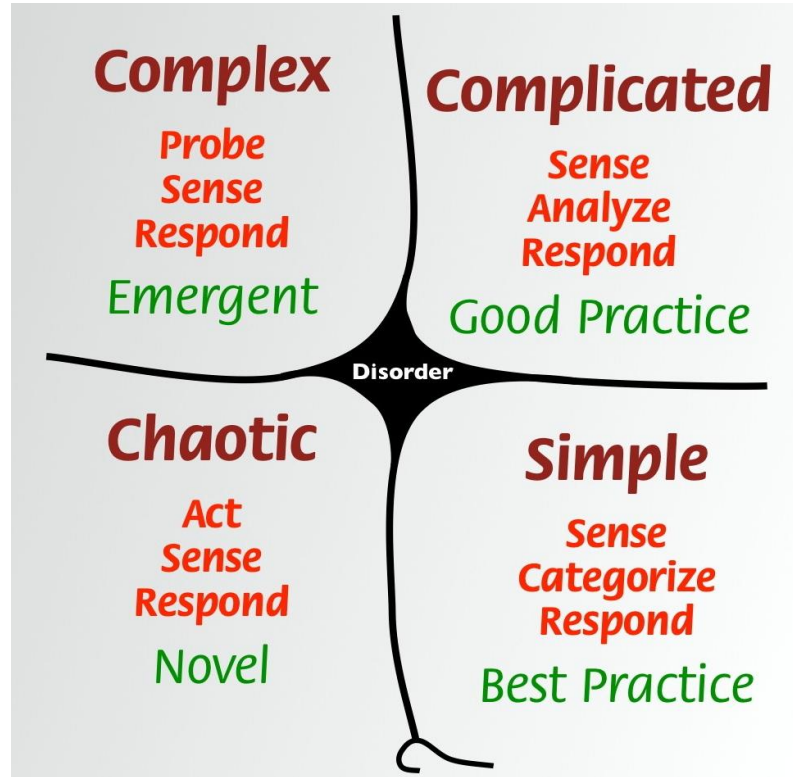 Complex
Probe
Sense
Respond
Emergent
Complicated
Sense
Analyze
Respond
Good Practice
Disorder
Chaotic
Act
Sense
Respond
Novel
Simple
Sense
Categorize
Respond
Best Practice